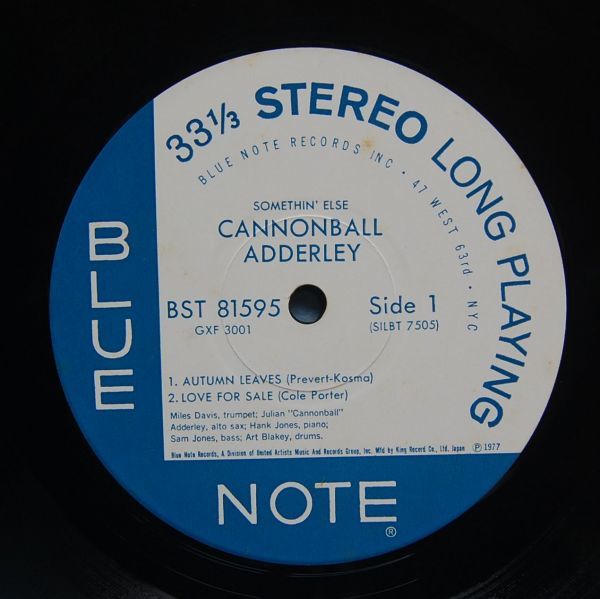 33⅓ STEREO LONG PLAYING
BLUE NOTE RECORDS INC • 47 WEST 63rd • NYC
SOMETHIN' ELSE
CANNONBALL
ADDERLEY
BST 81595
Side 1
GXF 3001
(SILBT 7505)
1. AUTUMN LEAVES (Prevert-Kosma)
2. LOVE FOR SALE (Cole Porter)
Miles Davis, trumpet; Julian "Cannonball"
Adderley, alto sax; Hank Jones, piano;
Sam Jones, bass; Art Blakey, drums.
Blue Note Records, A Division of United Artists Music And Records Group, Inc. Mfd by King Record Co., Ltd. Japan ℗ 1977
BLUE
NOTE ®